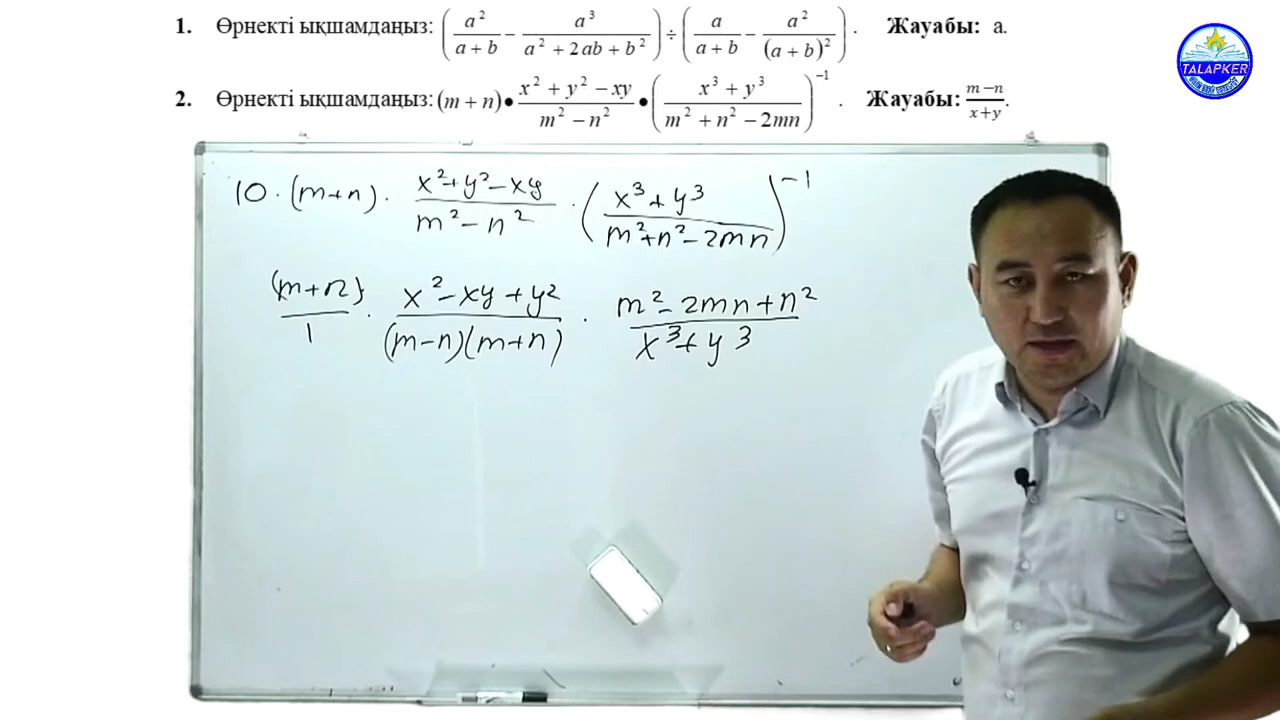 1. Өрнекті ықшамдаңыз: (a²/(a+b) − a³/(a²+2ab+b²)) ÷ (a/(a+b) − a²/(a+b)²). Жауабы: а.
2. Өрнекті ықшамдаңыз: (m+n)•(x²+y²−xy)/(m²−n²)•((x³+y³)/(m²+n²−2mn))⁻¹. Жауабы: (m−n)/(x+y).
TALAPKER
10·(m+n)·(x²+y²−xy)/(m²−n²)·((x³+y³)/(m²+n²−2mn))⁻¹
(m+n)/1·(x²−xy+y²)/((m−n)(m+n))·(m²−2mn+n²)/(x³+y³)